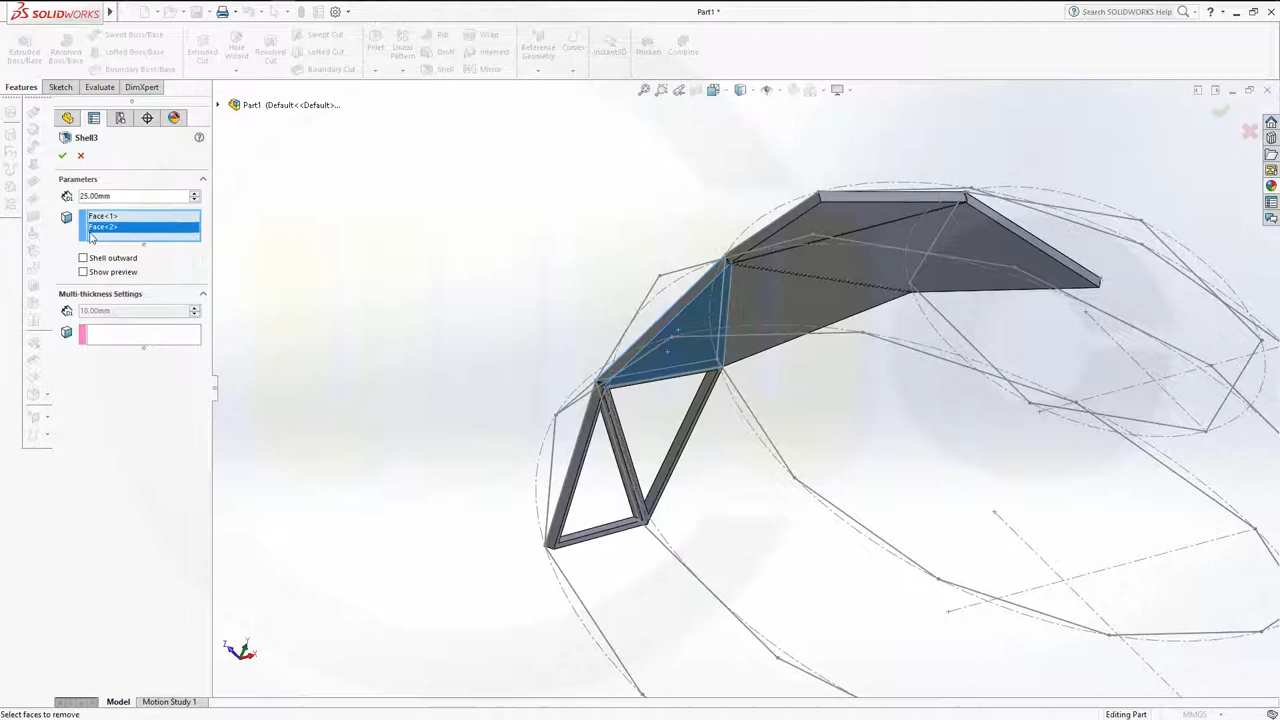 SOLIDWORKS
Part1 *
Search SOLIDWORKS Help
?
Extruded Boss/Base
Revolved Boss/Base
Swept Boss/Base
Lofted Boss/Base
Boundary Boss/Base
Extruded Cut
Hole Wizard
Revolved Cut
Swept Cut
Lofted Cut
Boundary Cut
Fillet
Linear Pattern
Rib
Draft
Shell
Wrap
Intersect
Mirror
Reference Geometry
Curves
Instant3D
Thicken
Combine
Features
Sketch
Evaluate
DimXpert
Part1 (Default<<Default>...
Shell3
Parameters
25.00mm
Face<1>
Face<2>
Shell outward
Show preview
Multi-thickness Settings
10.00mm
Z
Y
X
Model
Motion Study 1
Select faces to remove
Editing Part
MMGS